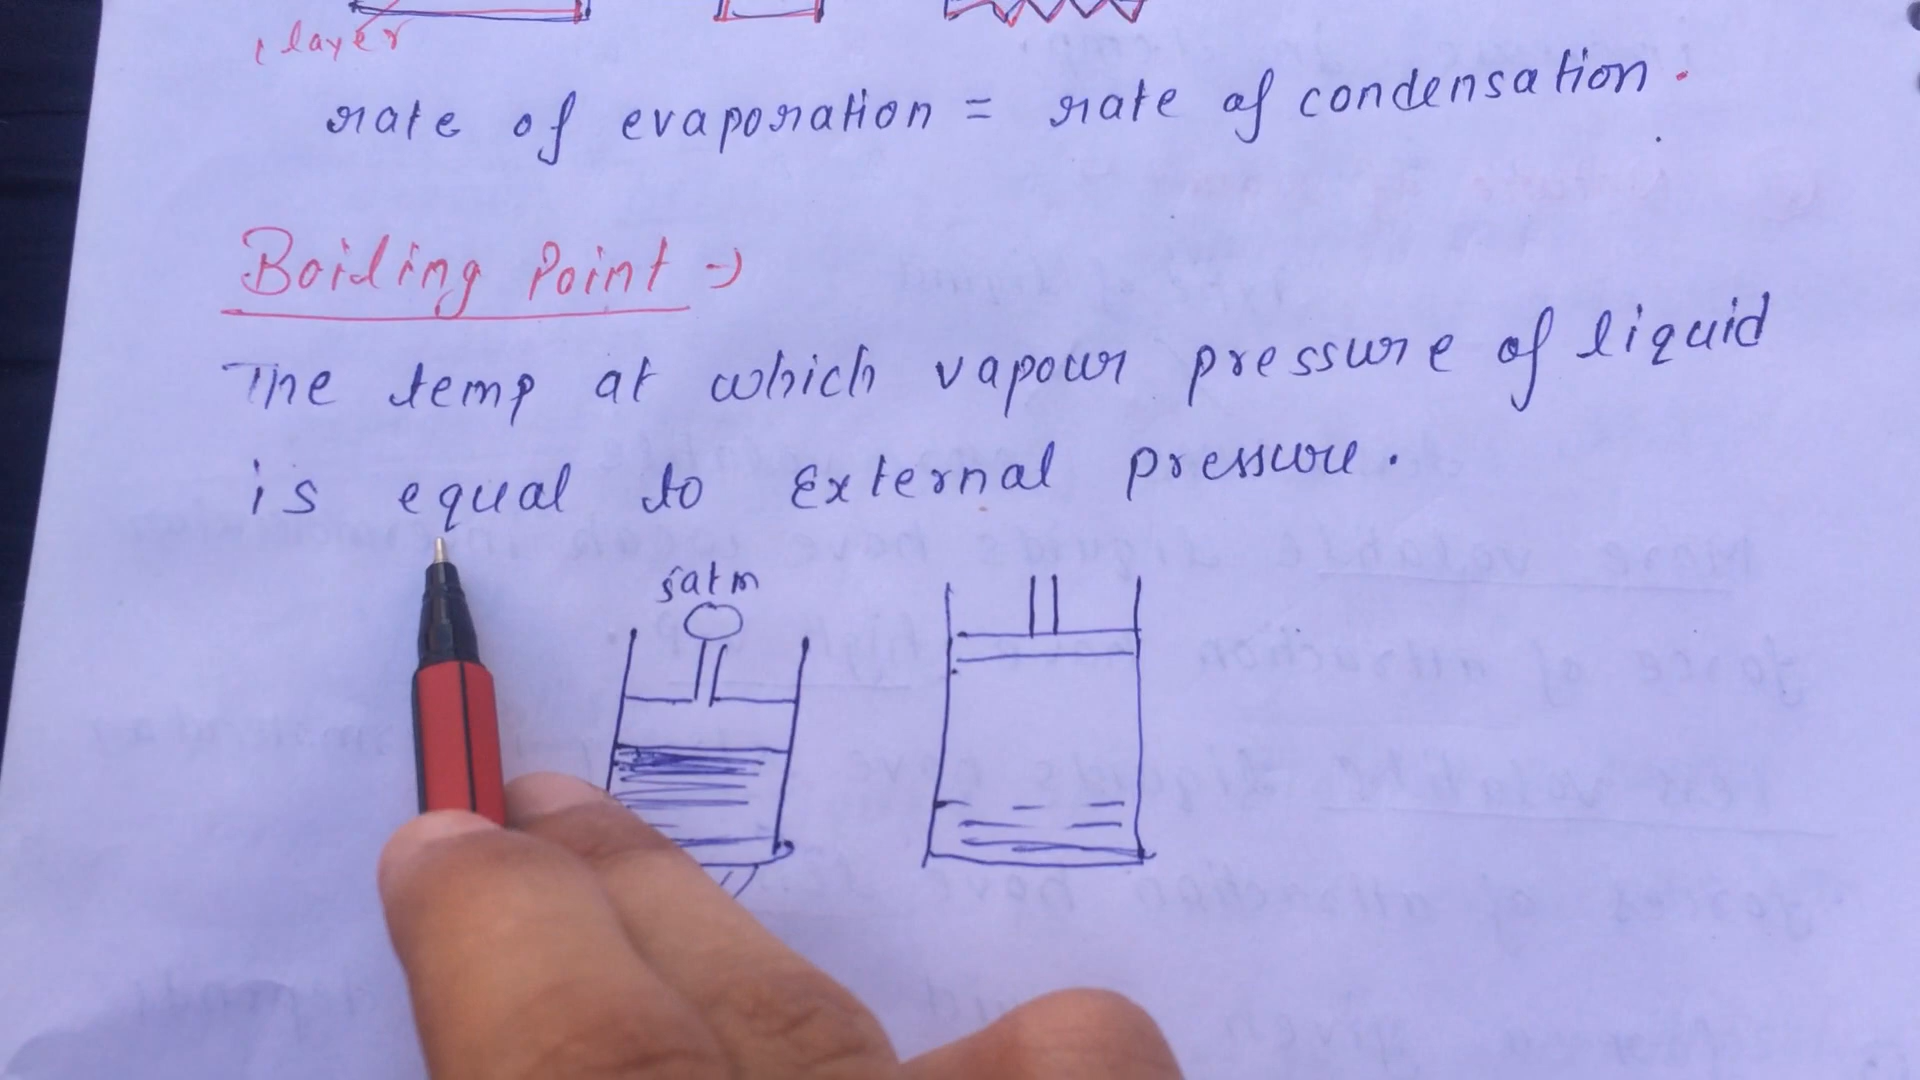 layer
rate of evaporation = rate of condensation.
Boiling Point →
The temp at which vapour pressure of liquid
is equal to External pressure.
5atm